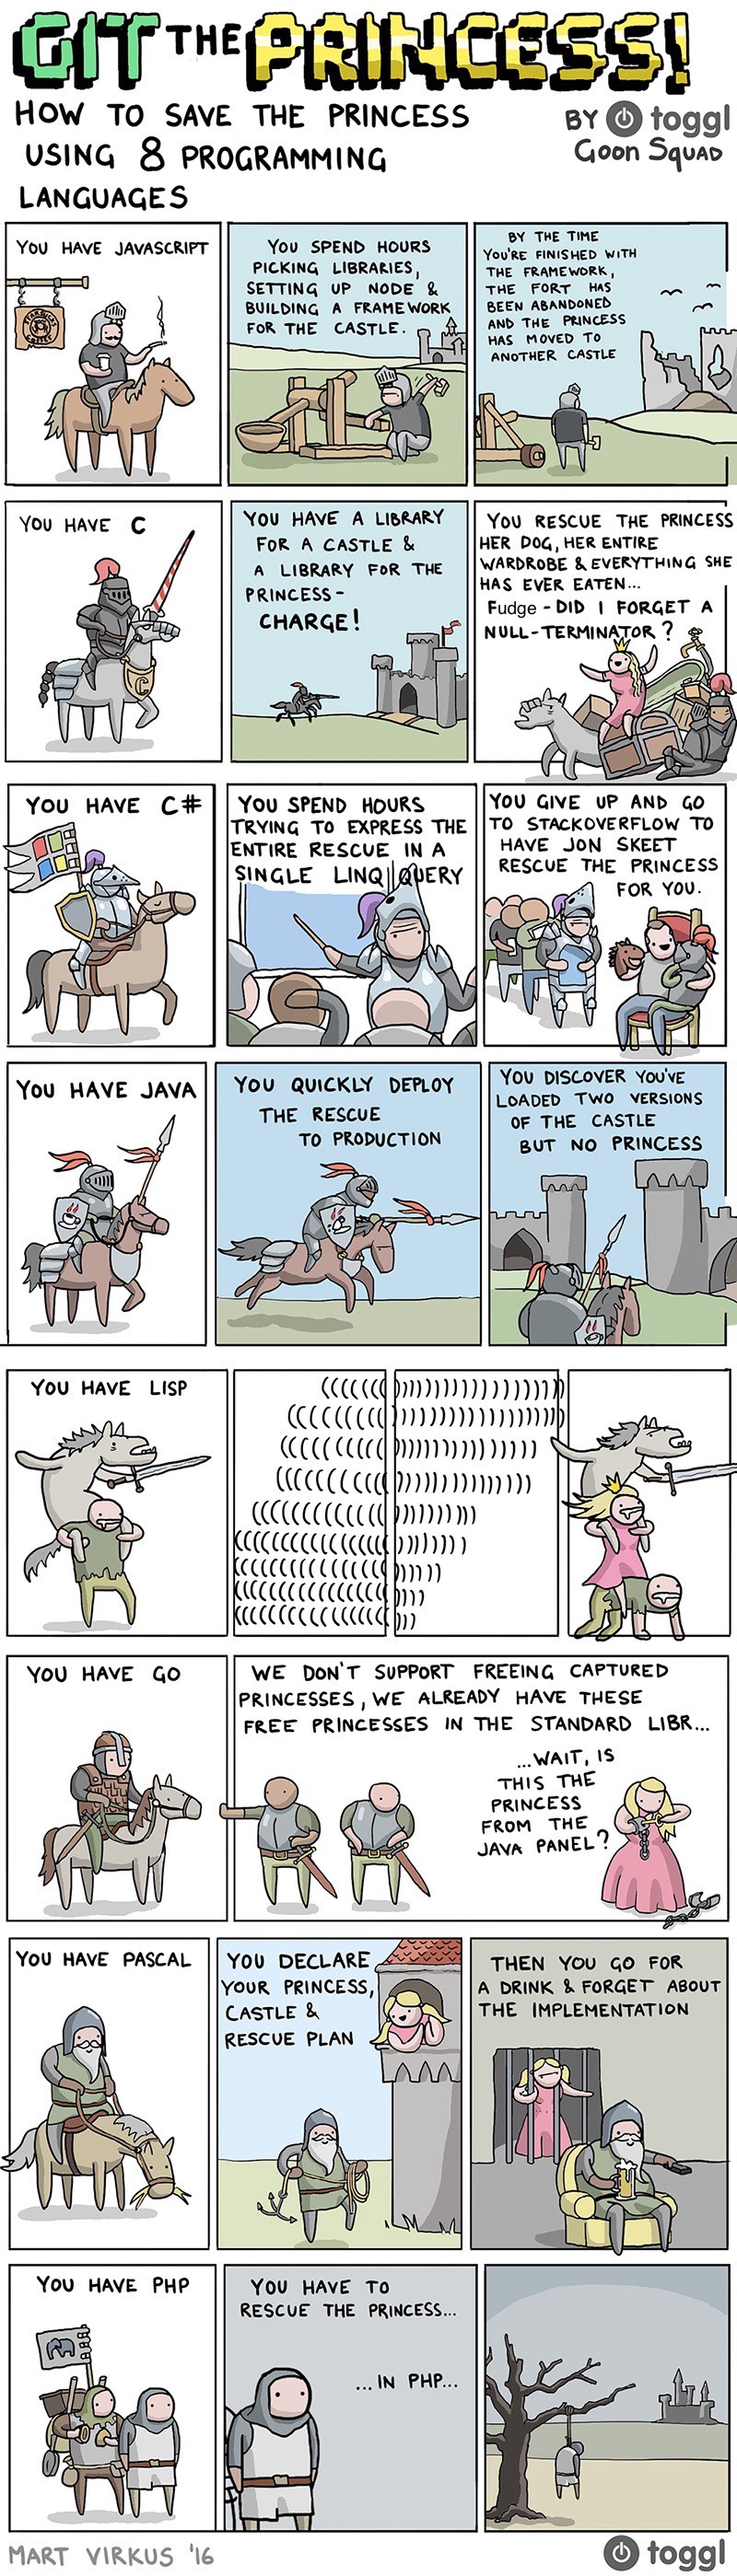 GIT THE PRINCESS!
HOW TO SAVE THE PRINCESS
USING 8 PROGRAMMING
LANGUAGES
BY toggl
GOON SQUAD
YOU HAVE JAVASCRIPT
STARBUCKS
COFFEE
YOU SPEND HOURS
PICKING LIBRARIES,
SETTING UP NODE &
BUILDING A FRAMEWORK
FOR THE CASTLE.
BY THE TIME
YOU'RE FINISHED WITH
THE FRAMEWORK,
THE FORT HAS
BEEN ABANDONED
AND THE PRINCESS
HAS MOVED TO
ANOTHER CASTLE
YOU HAVE C
C
YOU HAVE A LIBRARY
FOR A CASTLE &
A LIBRARY FOR THE
PRINCESS -
CHARGE!
YOU RESCUE THE PRINCESS
HER DOG, HER ENTIRE
WARDROBE & EVERYTHING SHE
HAS EVER EATEN...
Fudge - DID I FORGET A
NULL-TERMINATOR?
YOU HAVE C#
YOU SPEND HOURS
TRYING TO EXPRESS THE
ENTIRE RESCUE IN A
SINGLE LINQ QUERY
YOU GIVE UP AND GO
TO STACKOVERFLOW TO
HAVE JON SKEET
RESCUE THE PRINCESS
FOR YOU.
YOU HAVE JAVA
YOU QUICKLY DEPLOY
THE RESCUE
TO PRODUCTION
YOU DISCOVER YOU'VE
LOADED TWO VERSIONS
OF THE CASTLE
BUT NO PRINCESS
YOU HAVE LISP
((((((( )))))))))))))))))
(((((((((( )))))))))))))))))
((((((((((( ))))))))))))))
((((((((((( )))))))))))))
(((((((((((((( ))))))))
(((((((((((((((( )))))))
(((((((((((((((( )))))
(((((((((((((((( )))
(((((((((((((((( )))
YOU HAVE GO
WE DON'T SUPPORT FREEING CAPTURED
PRINCESSES, WE ALREADY HAVE THESE
FREE PRINCESSES IN THE STANDARD LIBR...
...WAIT, IS
THIS THE
PRINCESS
FROM THE
JAVA PANEL?
YOU HAVE PASCAL
YOU DECLARE
YOUR PRINCESS,
CASTLE &
RESCUE PLAN
THEN YOU GO FOR
A DRINK & FORGET ABOUT
THE IMPLEMENTATION
YOU HAVE PHP
YOU HAVE TO
RESCUE THE PRINCESS...
...IN PHP...
MART VIRKUS '16
toggl